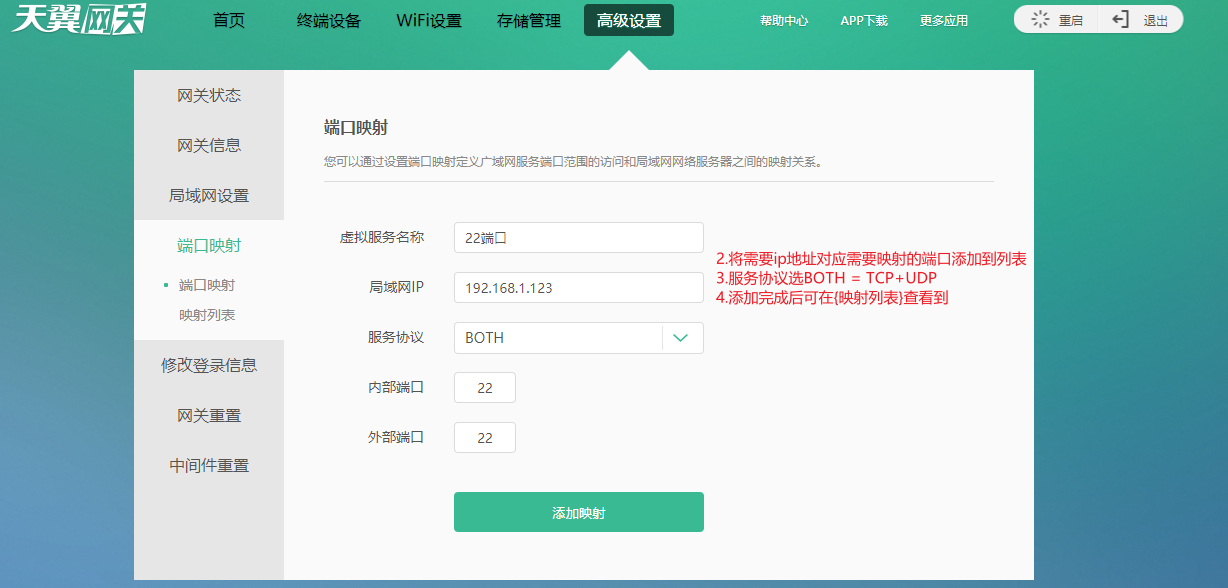 天翼网关 首页 终端设备 WiFi设置 存储管理 高级设置 帮助中心 APP下载 更多应用 重启 退出
网关状态
网关信息
局域网设置
端口映射
端口映射
映射列表
修改登录信息
网关重置
中间件重置
端口映射
您可以通过设置端口映射定义广域网服务端口范围的访问和局域网网络服务器之间的映射关系。
虚拟服务名称 22端口
局域网IP 192.168.1.123
服务协议 BOTH
内部端口 22
外部端口 22
添加映射
2.将需要ip地址对应需要映射的端口添加到列表
3.服务协议选BOTH = TCP+UDP
4.添加完成后可在{映射列表}查看到